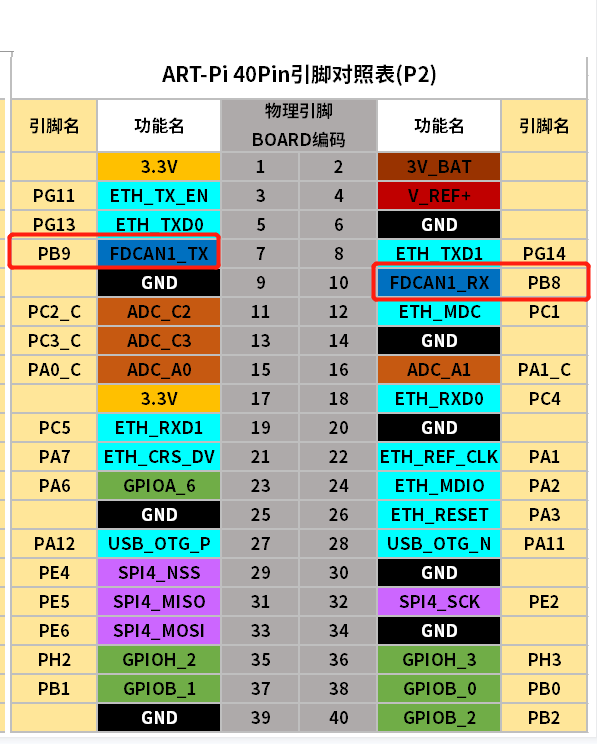 ART-Pi 40Pin引脚对照表(P2)
引脚名 功能名 物理引脚 BOARD编码 功能名 引脚名
3.3V 1 2 3V_BAT
PG11 ETH_TX_EN 3 4 V_REF+
PG13 ETH_TXD0 5 6 GND
PB9 FDCAN1_TX 7 8 ETH_TXD1 PG14
GND 9 10 FDCAN1_RX PB8
PC2_C ADC_C2 11 12 ETH_MDC PC1
PC3_C ADC_C3 13 14 GND
PA0_C ADC_A0 15 16 ADC_A1 PA1_C
3.3V 17 18 ETH_RXD0 PC4
PC5 ETH_RXD1 19 20 GND
PA7 ETH_CRS_DV 21 22 ETH_REF_CLK PA1
PA6 GPIOA_6 23 24 ETH_MDIO PA2
GND 25 26 ETH_RESET PA3
PA12 USB_OTG_P 27 28 USB_OTG_N PA11
PE4 SPI4_NSS 29 30 GND
PE5 SPI4_MISO 31 32 SPI4_SCK PE2
PE6 SPI4_MOSI 33 34 GND
PH2 GPIOH_2 35 36 GPIOH_3 PH3
PB1 GPIOB_1 37 38 GPIOB_0 PB0
GND 39 40 GPIOB_2 PB2